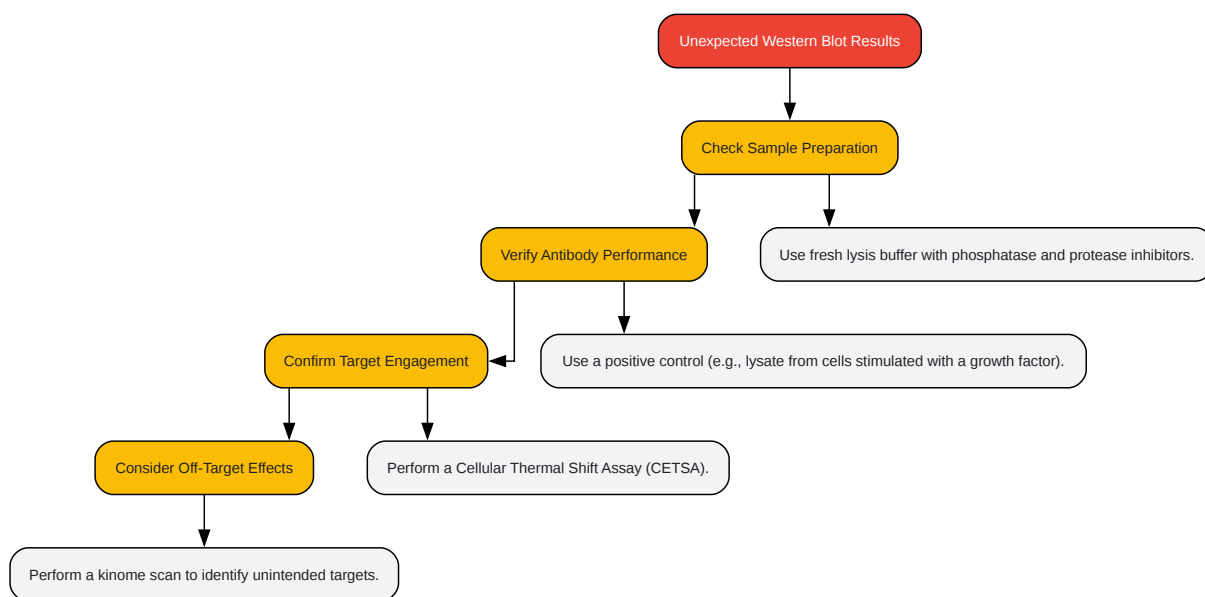 Unexpected Western Blot Results
Check Sample Preparation
Verify Antibody Performance
Use fresh lysis buffer with phosphatase and protease inhibitors.
Confirm Target Engagement
Use a positive control (e.g., lysate from cells stimulated with a growth factor).
Consider Off-Target Effects
Perform a Cellular Thermal Shift Assay (CETSA).
Perform a kinome scan to identify unintended targets.